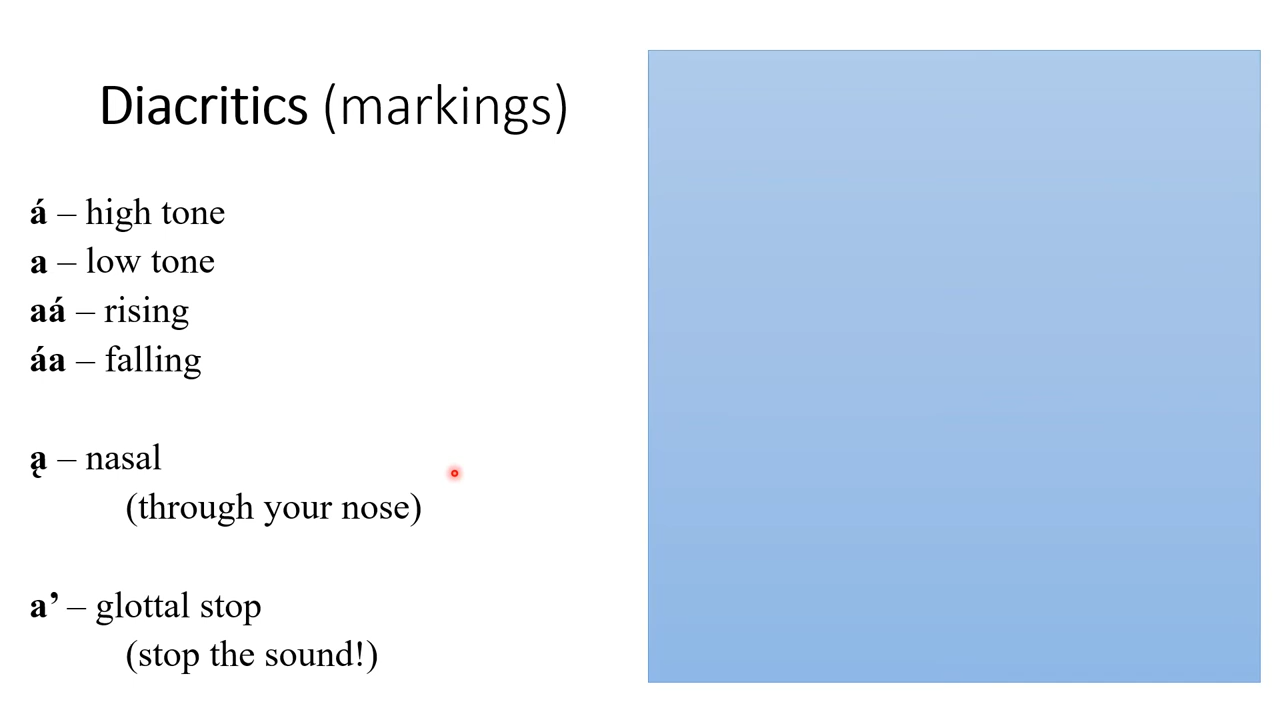 Diacritics (markings)
á – high tone
a – low tone
aá – rising
áa – falling
ą – nasal
(through your nose)
a’ – glottal stop
(stop the sound!)